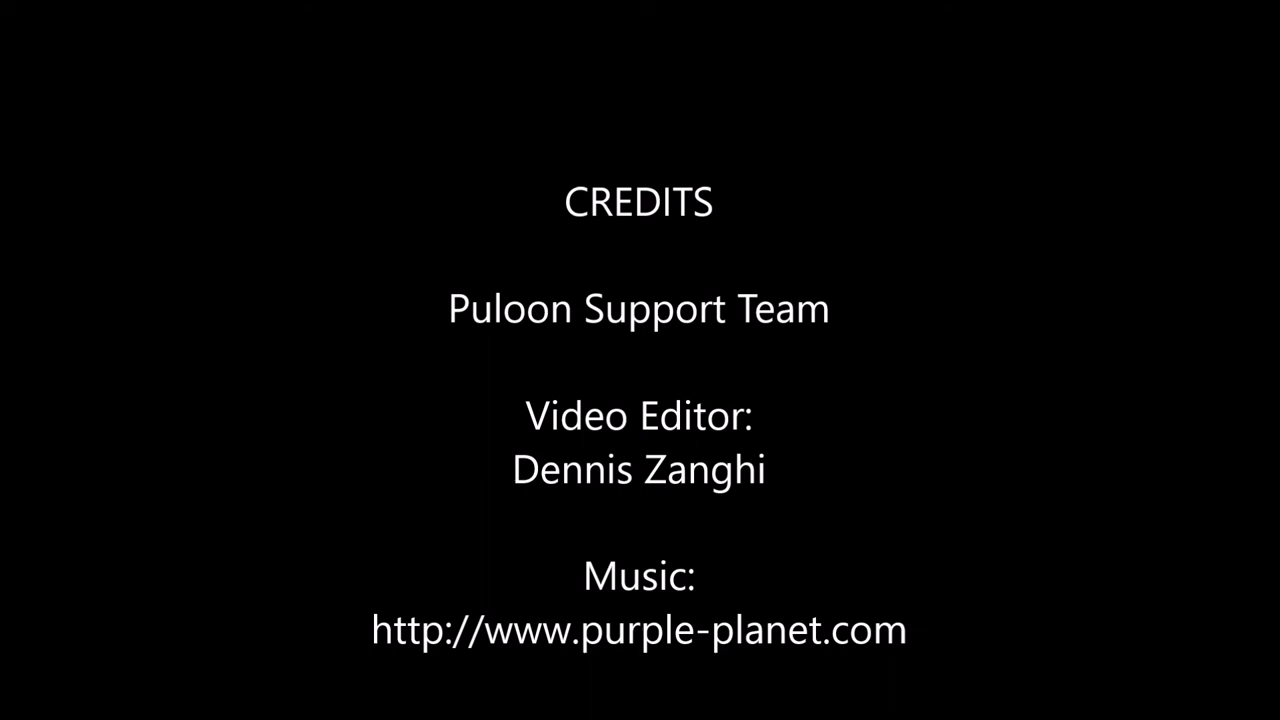 CREDITS
Puloon Support Team
Video Editor:
Dennis Zanghi
Music:
http://www.purple-planet.com